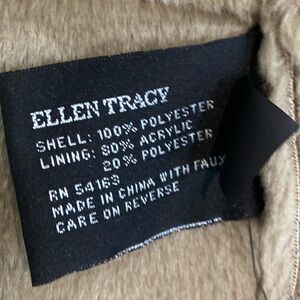 ELLEN TRACY
SHELL: 100% POLYESTER
LINING: 80% ACRYLIC
20% POLYESTER
RN 54163
MADE IN CHINA WITH FAUX
CARE ON REVERSE